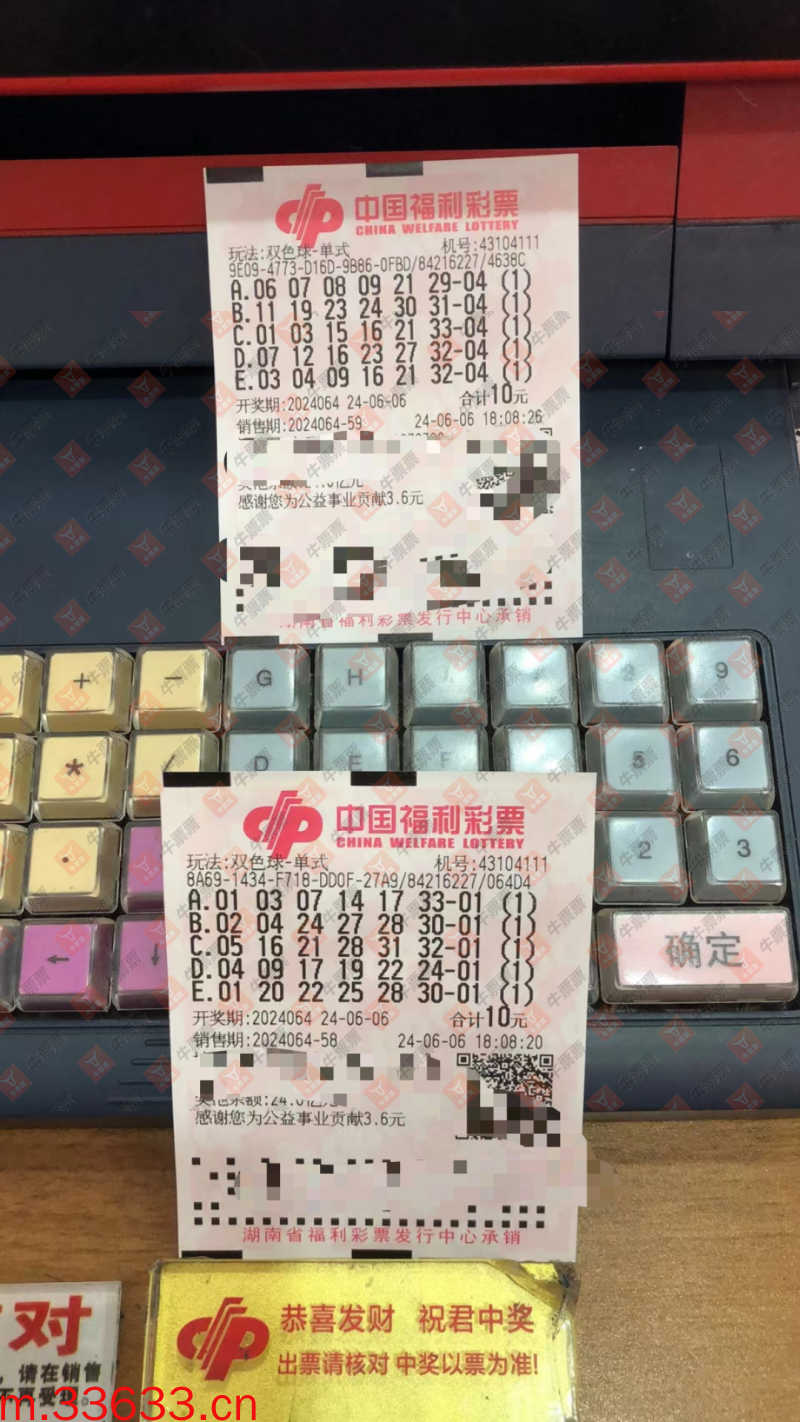 中国福利彩票
CHINA WELFARE LOTTERY
玩法:双色球-单式 机号:43104111
9E09-4773-D16D-9B86-0FBD/84216227/4638C
A.06 07 08 09 21 29-04 (1)
B.11 19 23 24 30 31-04 (1)
C.01 03 15 16 21 33-04 (1)
D.07 12 16 23 27 32-04 (1)
E.03 04 09 16 21 32-04 (1)
开奖期:2024064 24-06-06 合计10元
销售期:2024064-59 24-06-06 18:08:26
感谢您为公益事业贡献3.6元
南省福利彩票发行中心承销
+ - G H 9
* D E F 5 6
. 2 3
← ↓ 确定
中国福利彩票
CHINA WELFARE LOTTERY
玩法:双色球-单式 机号:43104111
8A69-1434-F718-DD0F-27A9/84216227/064D4
A.01 03 07 14 17 33-01 (1)
B.02 04 24 27 28 30-01 (1)
C.05 16 21 28 31 32-01 (1)
D.04 09 17 19 22 24-01 (1)
E.01 20 22 25 28 30-01 (1)
开奖期:2024064 24-06-06 合计10元
销售期:2024064-58 24-06-06 18:08:20
感谢您为公益事业贡献3.6元
湖南省福利彩票发行中心承销
恭喜发财 祝君中奖
出票请核对 中奖以票为准!
对
,请在销售
m.33633.cn
牛票票